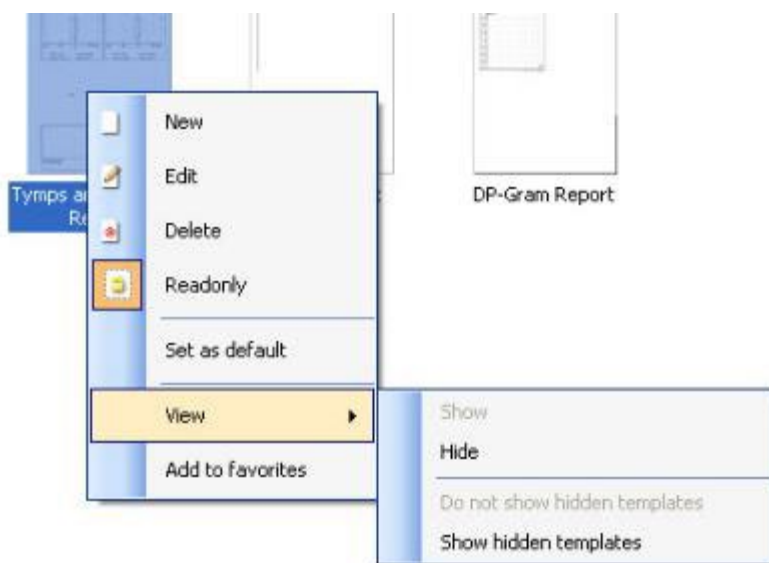 New
Edit
Tymps a
DP-Gram Report
Re
Delete
Readonly
Set as default
View
Show
Hide
Add to favorites
Do not show hidden templates
Show hidden templates